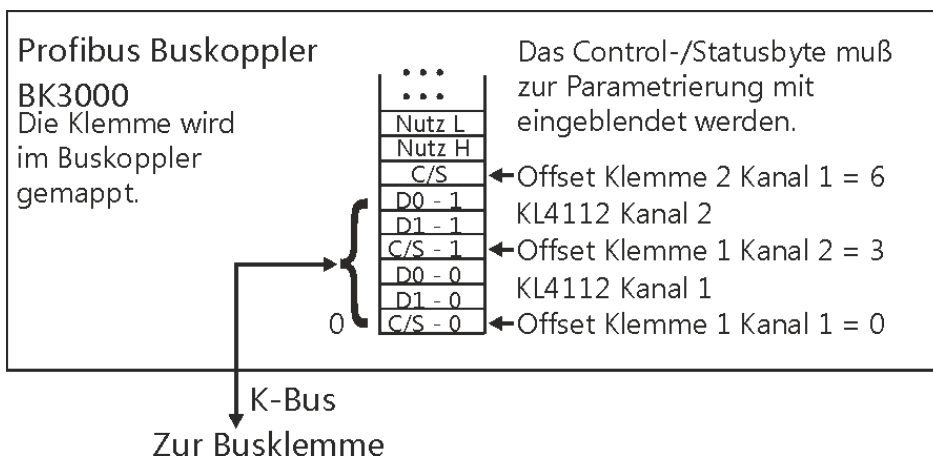 Profibus Buskoppler
BK3000
Die Klemme wird
im Buskoppler
gemappt.
Das Control-/Statusbyte muß
zur Parametrierung mit
eingeblendet werden.
Nutz L
Nutz H
C/S
D0 - 1
D1 - 1
C/S - 1
D0 - 0
D1 - 0
C/S - 0
0
Offset Klemme 2 Kanal 1 = 6
KL4112 Kanal 2
Offset Klemme 1 Kanal 2 = 3
KL4112 Kanal 1
Offset Klemme 1 Kanal 1 = 0
K-Bus
Zur Busklemme